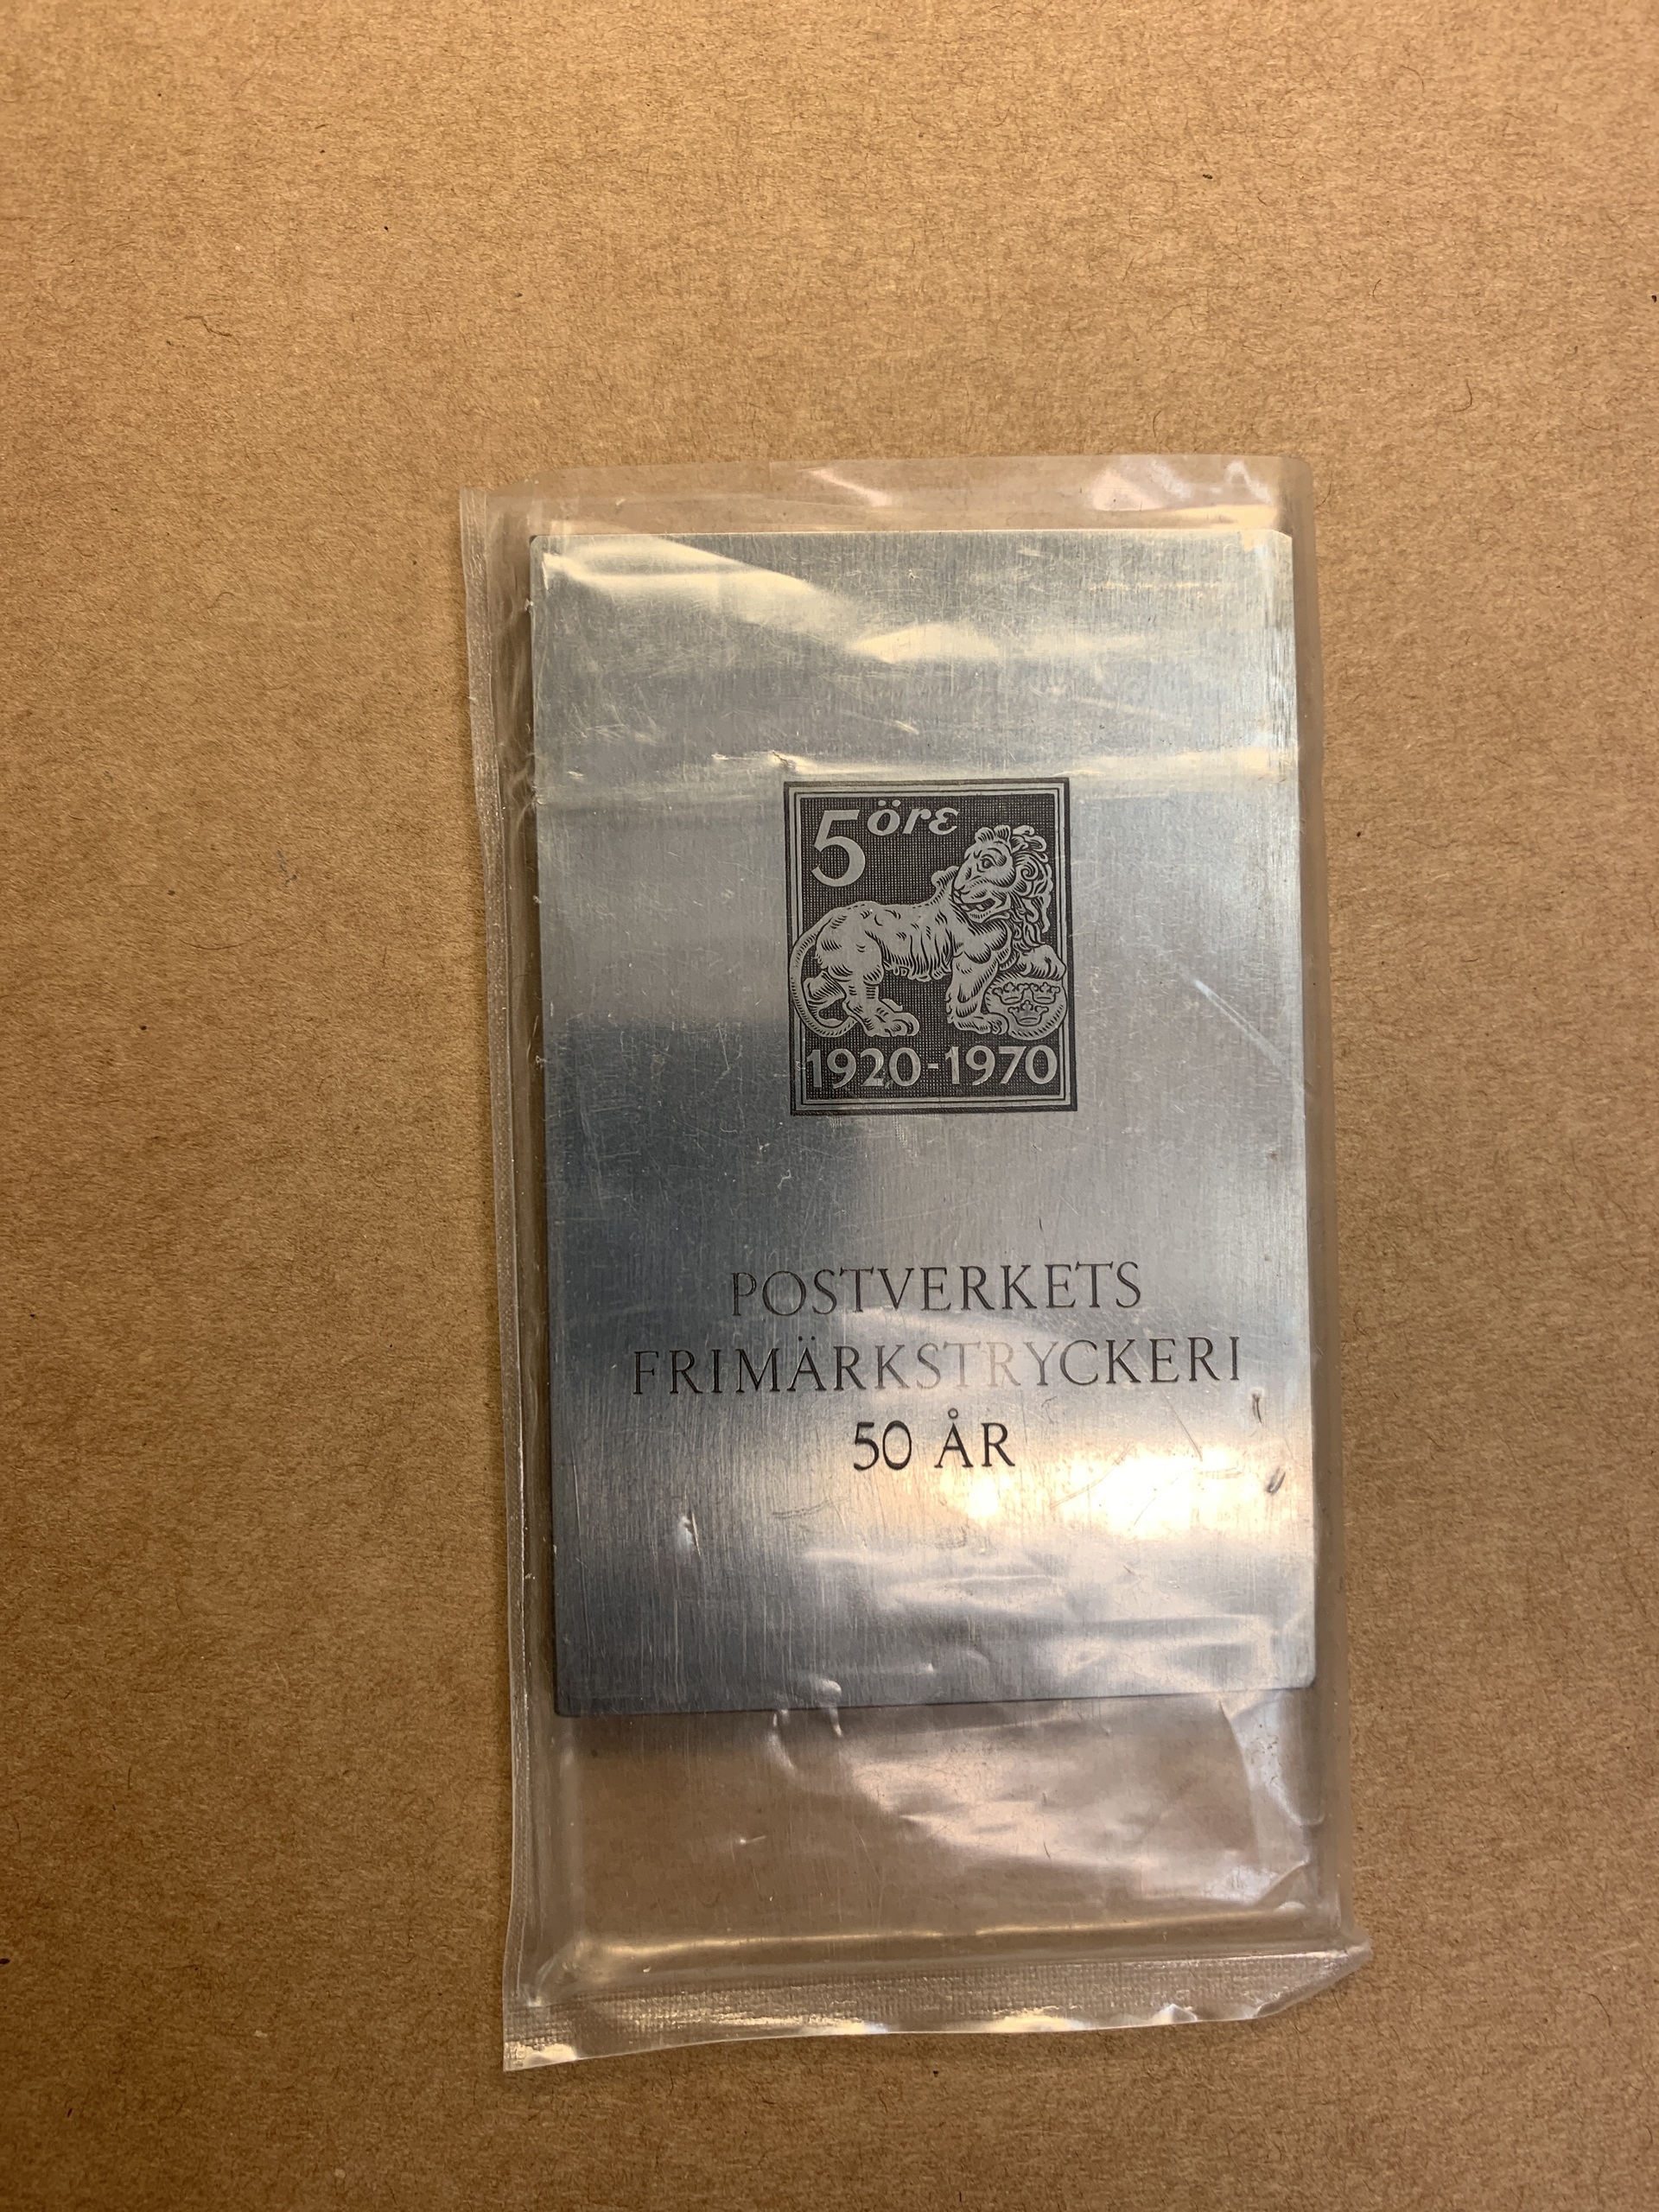 5 öre
1920-1970
POSTVERKETS
FRIMÄRKSTRYCKERI
50 ÅR